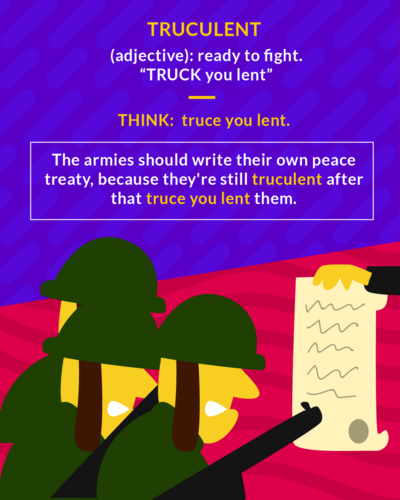 TRUCULENT
(adjective): ready to fight.
“TRUCK you lent”
THINK: truce you lent.
The armies should write their own peace
treaty, because they're still truculent after
that truce you lent them.